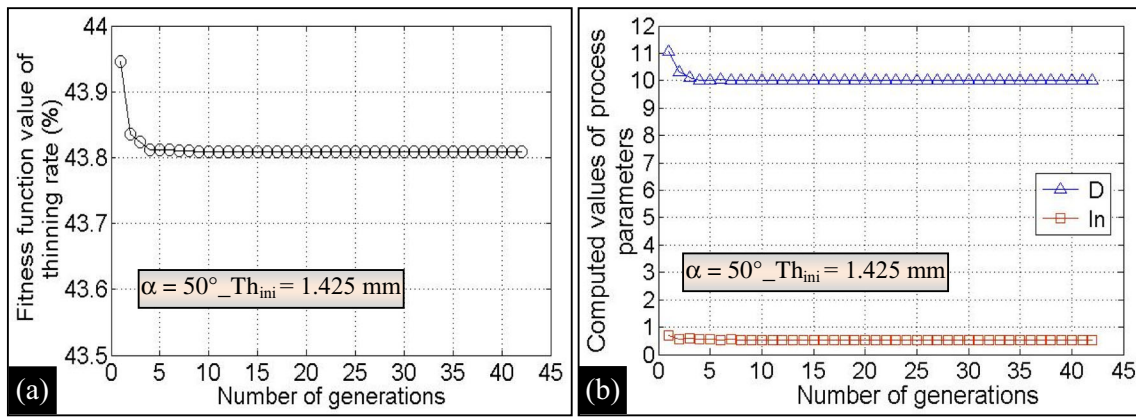 Fitness function value of
thinning rate (%)
44
43.9
43.8
43.7
43.6
43.5
α = 50°_Thini = 1.425 mm
0 5 10 15 20 25 30 35 40 45
Number of generations
(a)
Computed values of process
parameters
12
11
10
9
8
7
6
5
4
3
2
1
0
D
In
α = 50°_Thini = 1.425 mm
0 5 10 15 20 25 30 35 40 45
Number of generations
(b)